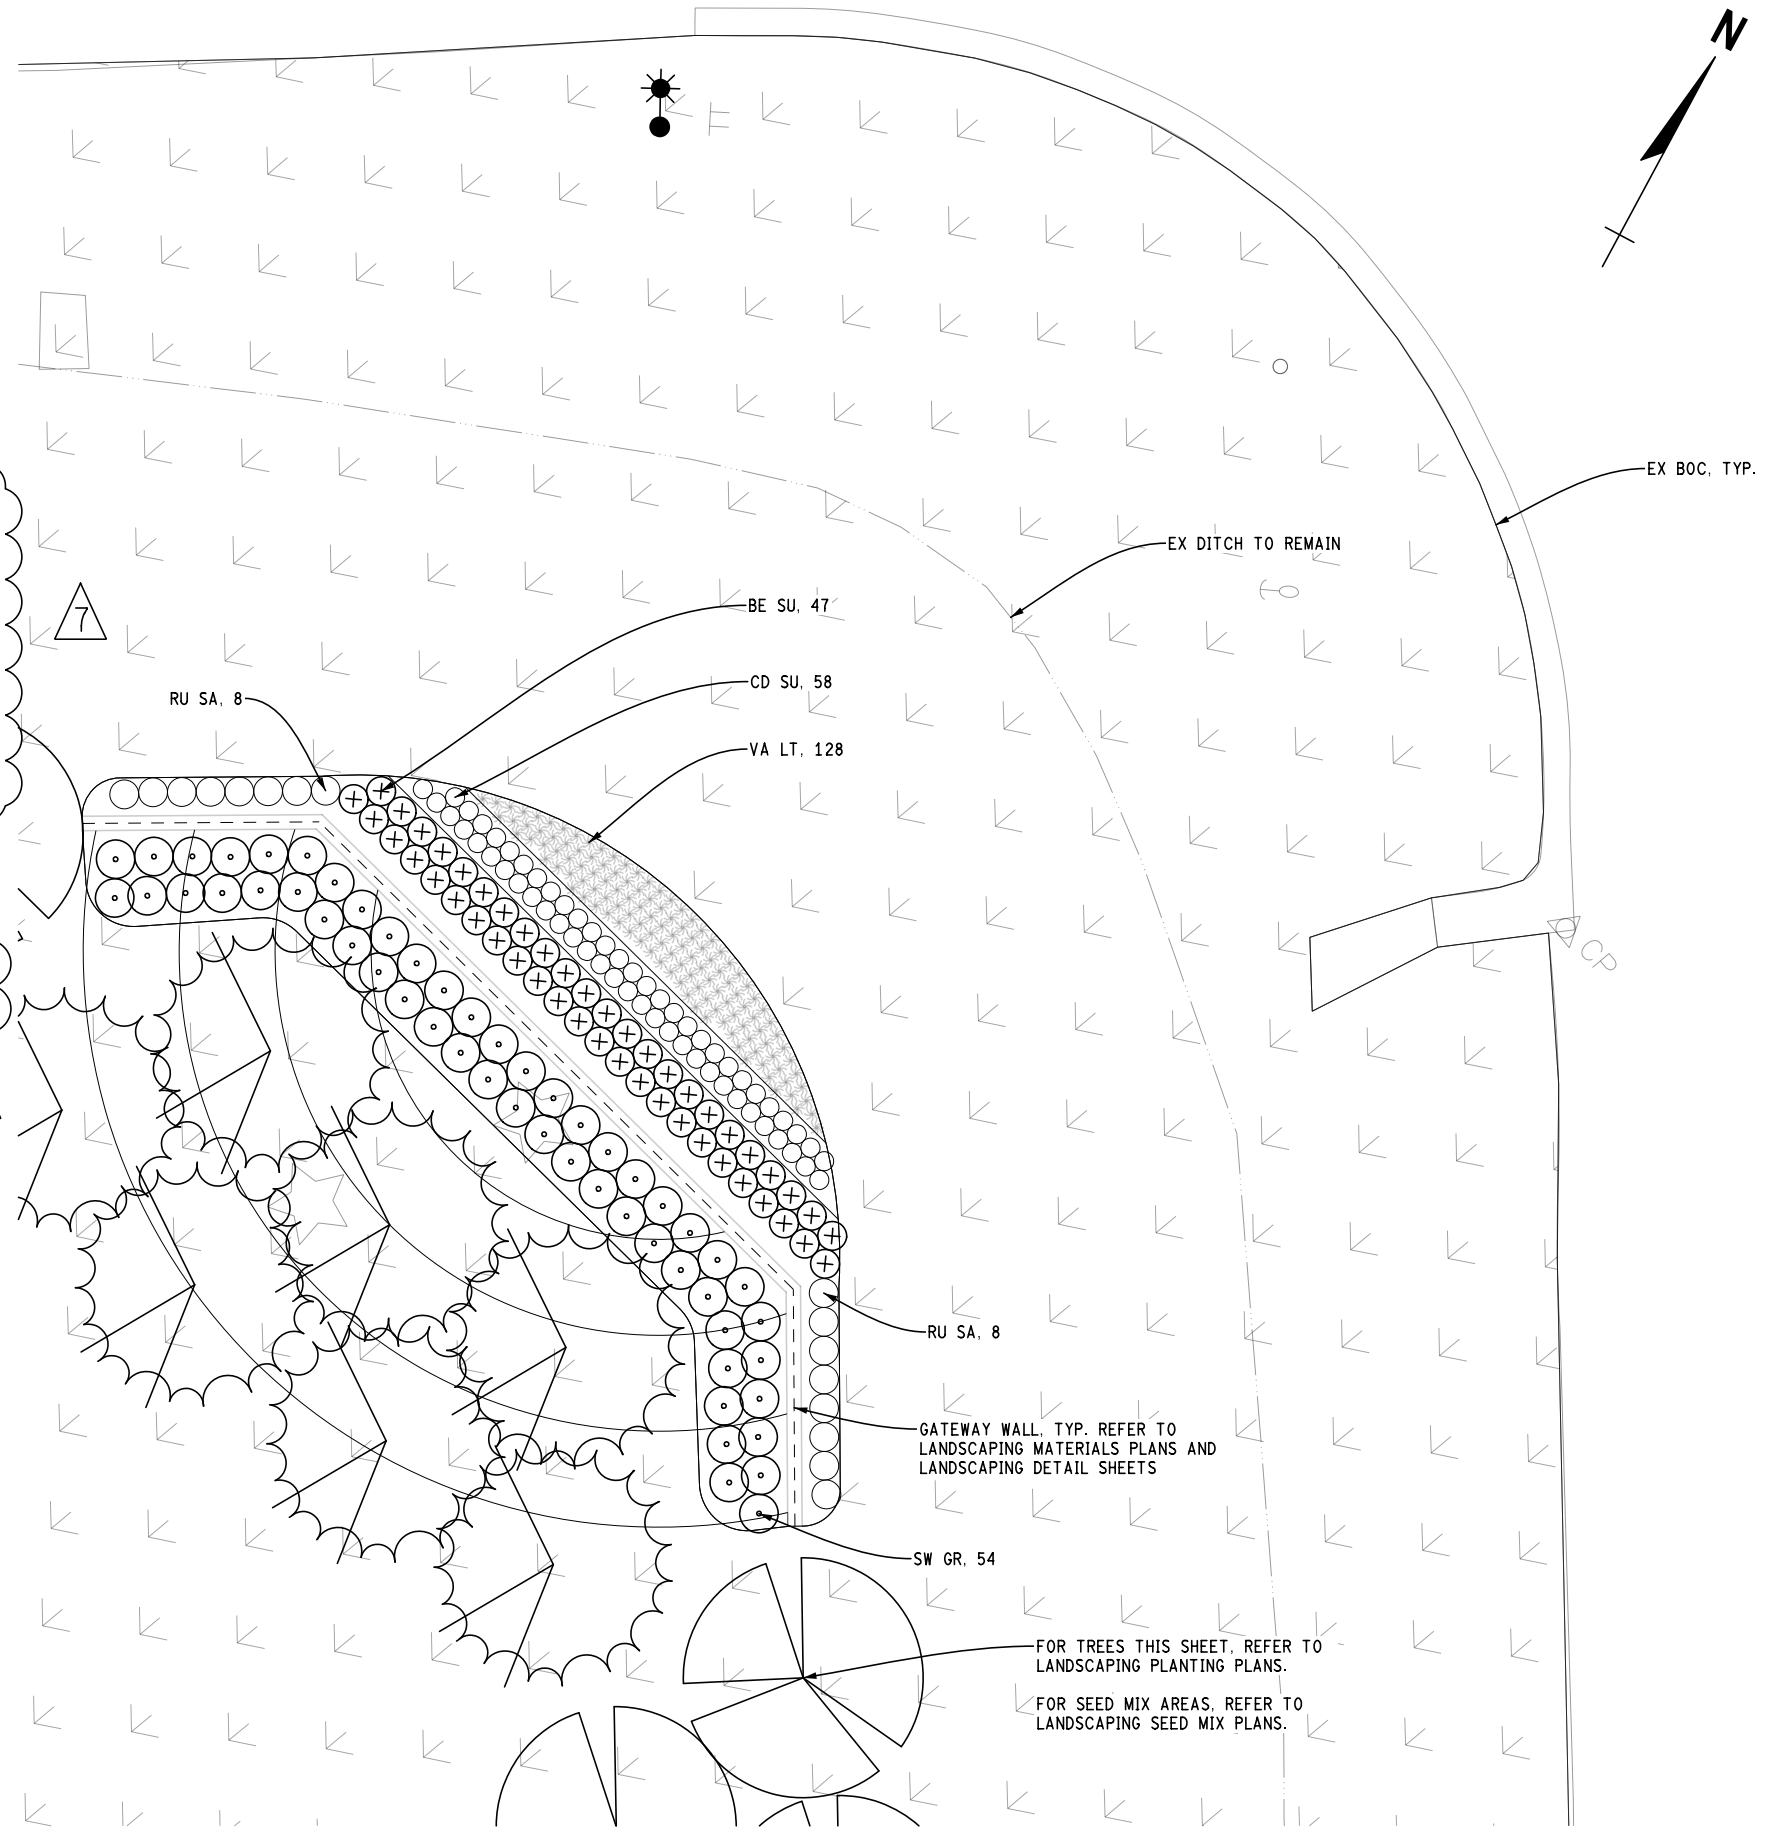 N
EX BOC, TYP.
EX DITCH TO REMAIN
7
BE SU, 47
CD SU, 58
RU SA, 8
VA LT, 128
CP
RU SA, 8
GATEWAY WALL, TYP. REFER TO
LANDSCAPING MATERIALS PLANS AND
LANDSCAPING DETAIL SHEETS
SW GR, 54
FOR TREES THIS SHEET, REFER TO
LANDSCAPING PLANTING PLANS.
FOR SEED MIX AREAS, REFER TO
LANDSCAPING SEED MIX PLANS.